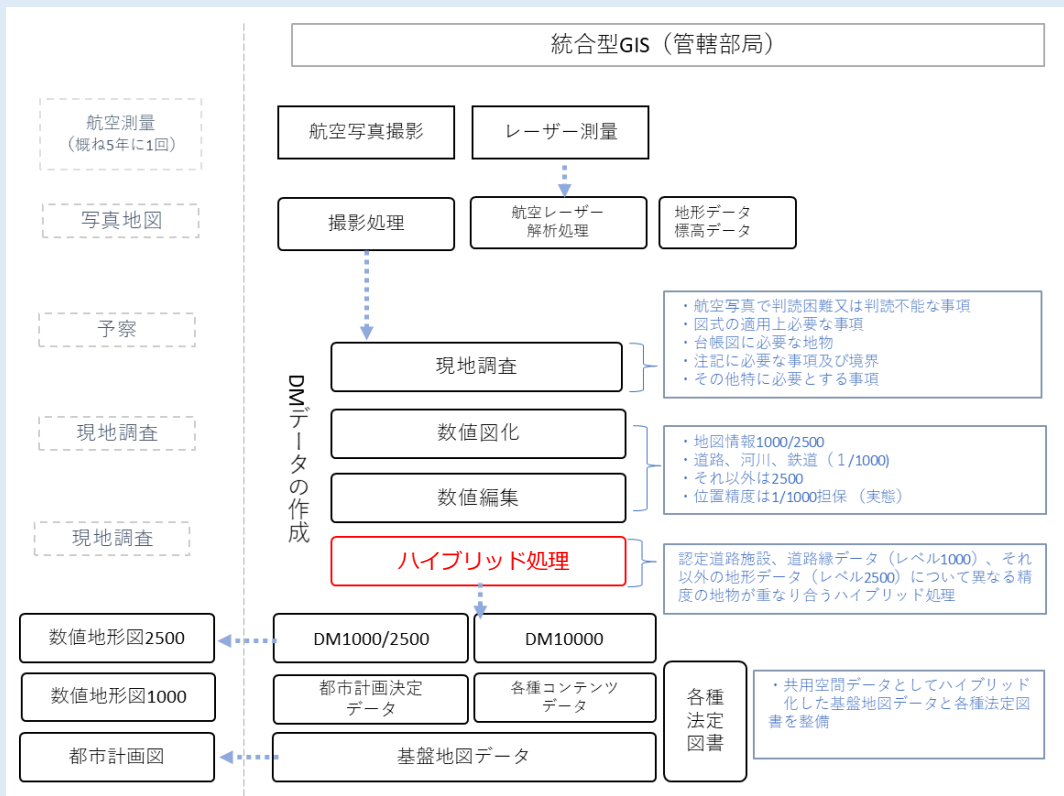 統合型GIS（管轄部局）
航空測量
（概ね5年に1回）
航空写真撮影
レーザー測量
写真地図
撮影処理
航空レーザー
解析処理
地形データ
標高データ
予察
DMデータの作成
現地調査
・航空写真で判読困難又は判読不能な事項
・図式の適用上必要な事項
・台帳図に必要な地物
・注記に必要な事項及び境界
・その他特に必要とする事項
現地調査
数値図化
数値編集
・地図情報1000/2500
・道路、河川、鉄道（１/1000)
・それ以外は2500
・位置精度は1/1000担保 （実態）
現地調査
ハイブリッド処理
認定道路施設、道路縁データ（レベル1000）、それ
以外の地形データ（レベル2500）について異なる精
度の地物が重なり合うハイブリッド処理
数値地形図2500
DM1000/2500
DM10000
数値地形図1000
都市計画決定
データ
各種コンテンツ
データ
各種
法定
図書
・共用空間データとしてハイブリッド
化した基盤地図データと各種法定図
書を整備
都市計画図
基盤地図データ